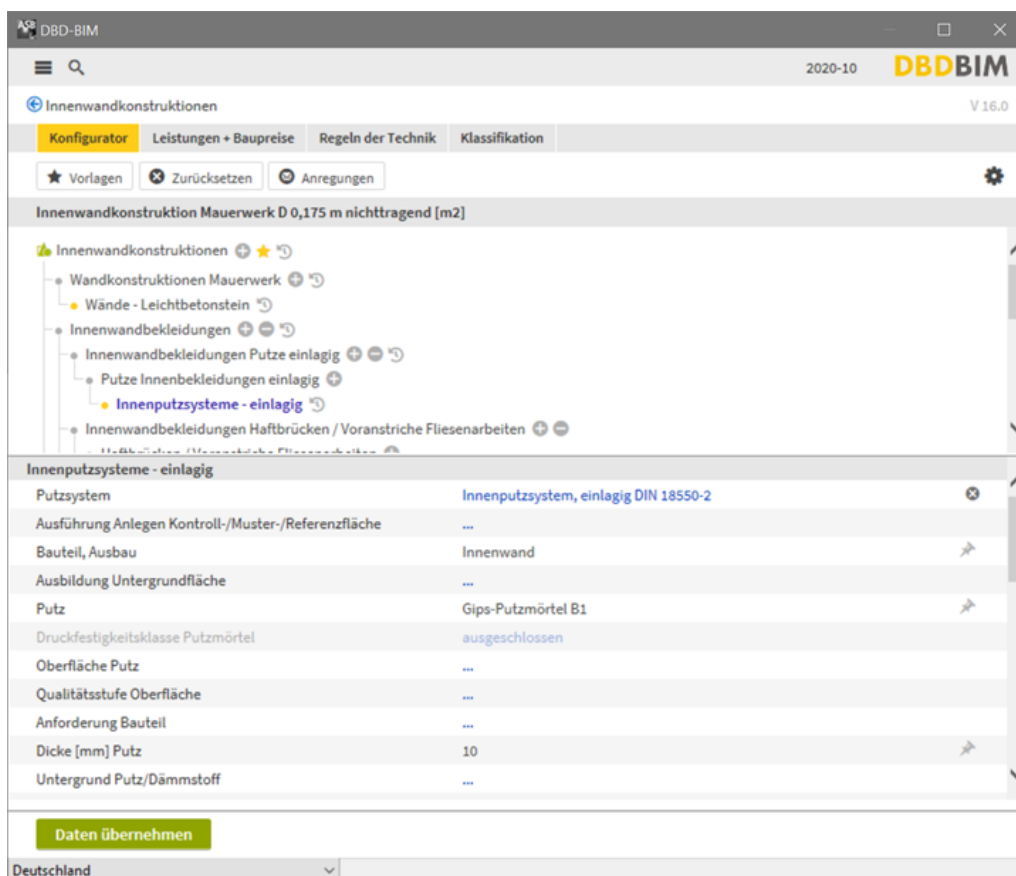 DBD-BIM
2020-10 DBDBIM
Innenwandkonstruktionen V 16.0
Konfigurator Leistungen + Baupreise Regeln der Technik Klassifikation
Vorlagen Zurücksetzen Anregungen
Innenwandkonstruktion Mauerwerk D 0,175 m nichttragend [m2]
Innenwandkonstruktionen
Wandkonstruktionen Mauerwerk
Wände - Leichtbetonstein
Innenwandbekleidungen
Innenwandbekleidungen Putze einlagig
Putze Innenbekleidungen einlagig
Innenputzsysteme - einlagig
Innenwandbekleidungen Haftbrücken / Voranstriche Fliesenarbeiten
Haftbrücken / Voranstriche Fliesenarbeiten
Innenputzsysteme - einlagig
Putzsystem Innenputzsystem, einlagig DIN 18550-2
Ausführung Anlegen Kontroll-/Muster-/Referenzfläche ...
Bauteil, Ausbau Innenwand
Ausbildung Untergrundfläche ...
Putz Gips-Putzmörtel B1
Druckfestigkeitsklasse Putzmörtel ausgeschlossen
Oberfläche Putz ...
Qualitätsstufe Oberfläche ...
Anforderung Bauteil ...
Dicke [mm] Putz 10
Untergrund Putz/Dämmstoff ...
Daten übernehmen
Deutschland